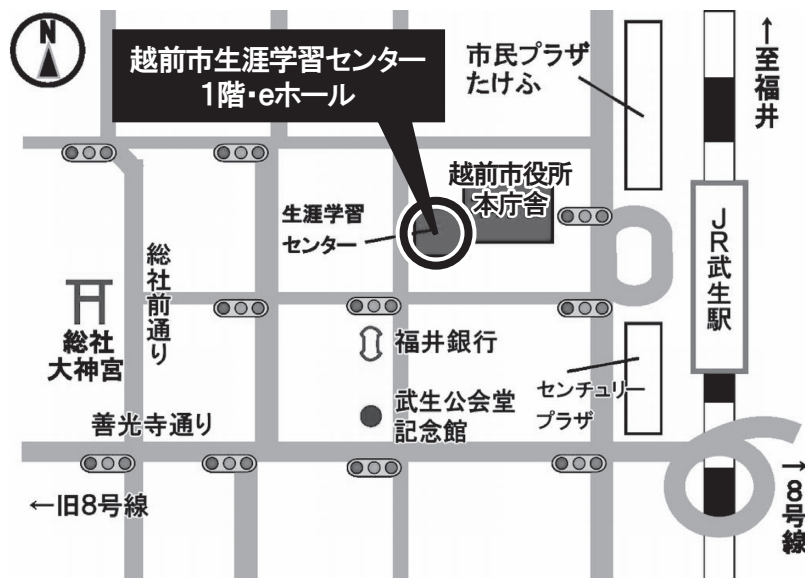 N
越前市生涯学習センター
1階・eホール
市民プラザ
たけふ
↑至福井
越前市役所
本庁舎
生涯学習
センター
JR武生駅
総社前通り
総社
大神宮
福井銀行
武生公会堂
記念館
センチュリー
プラザ
善光寺通り
←旧8号線
→8号線